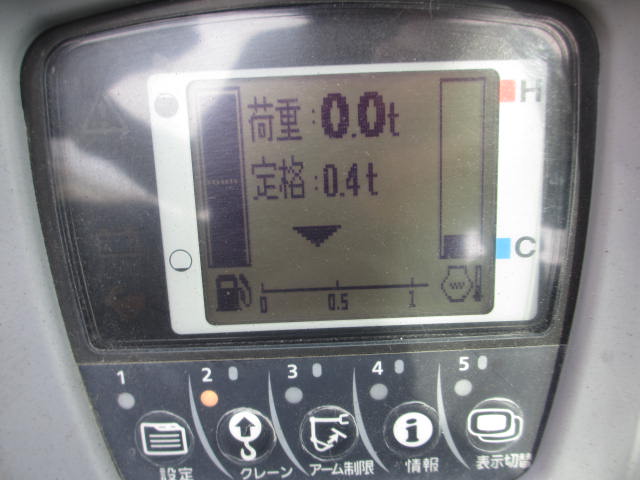 荷重:0.0t
H
定格:0.4t
C
0 0.5 1
1 2 3 4 5
設定 クレーン アーム制限 情報 表示切替